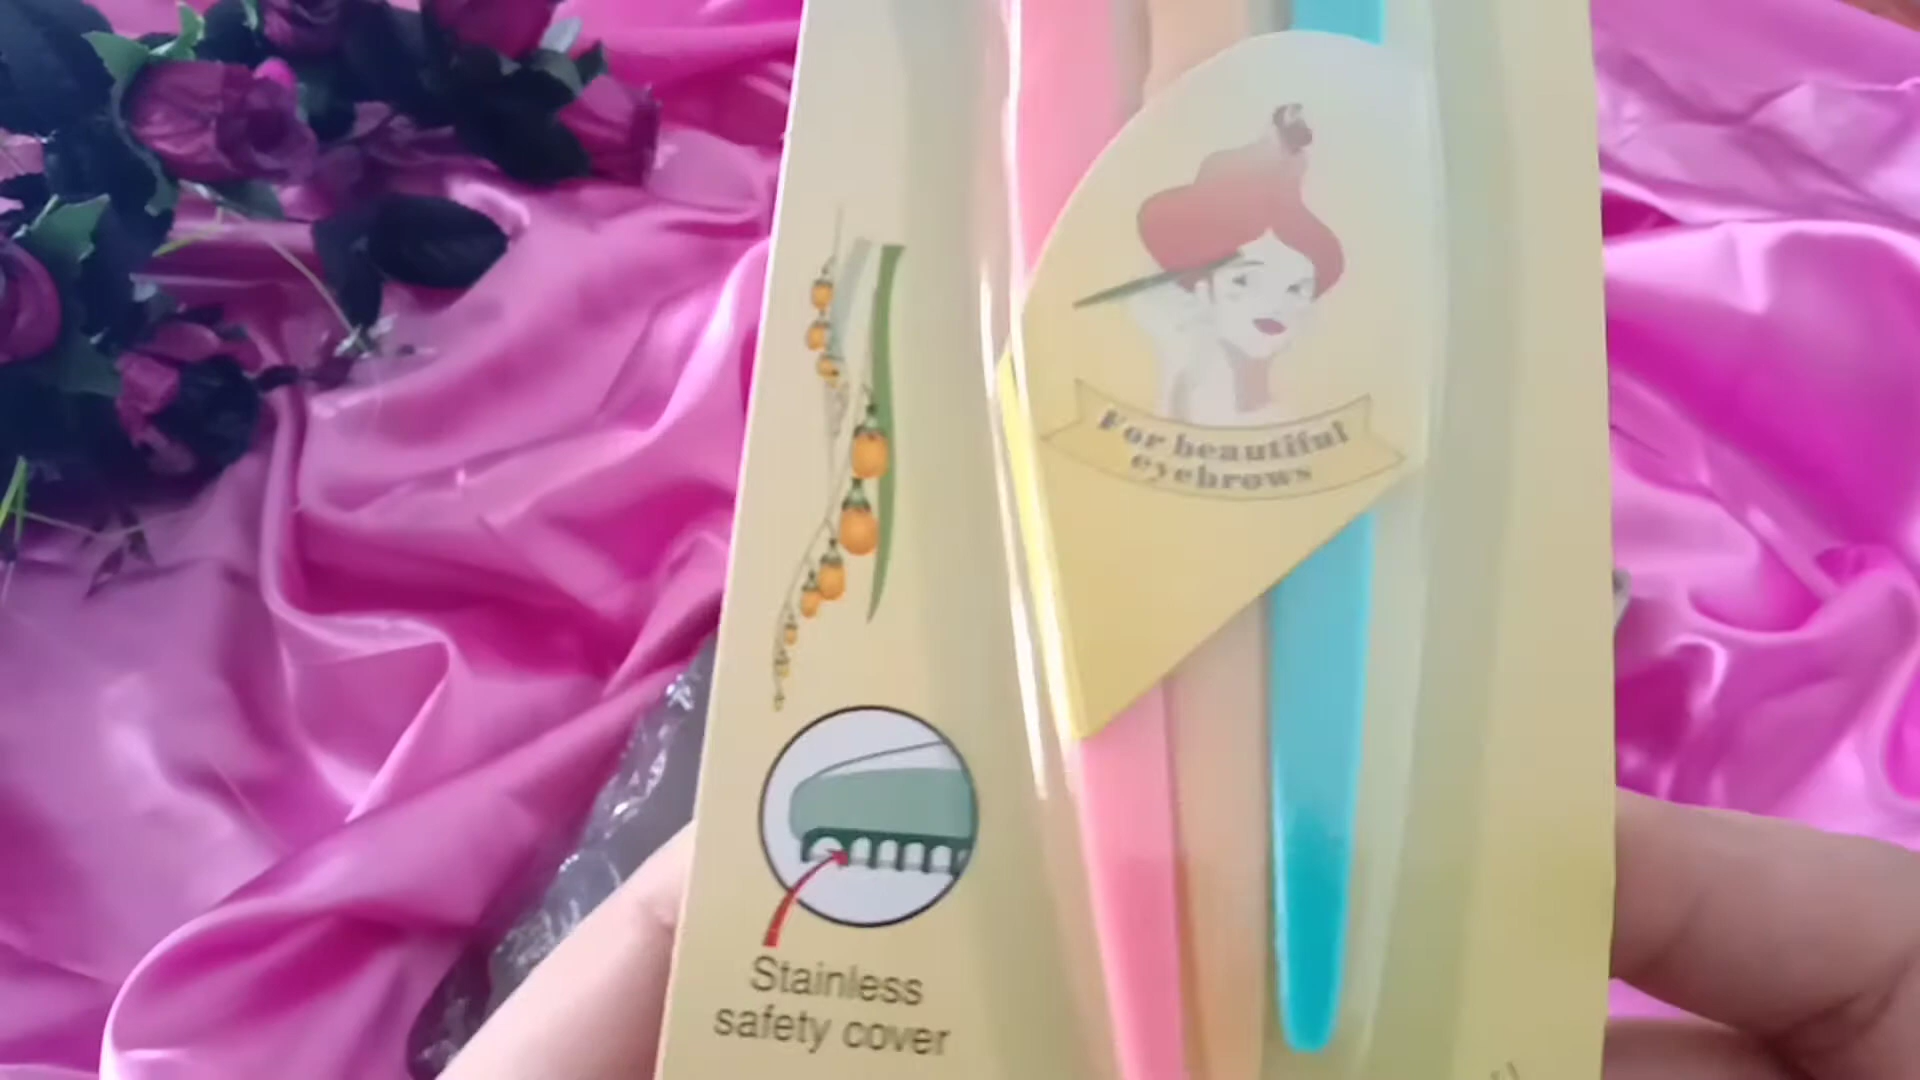 For beautiful
eyebrows
Stainless
safety cover